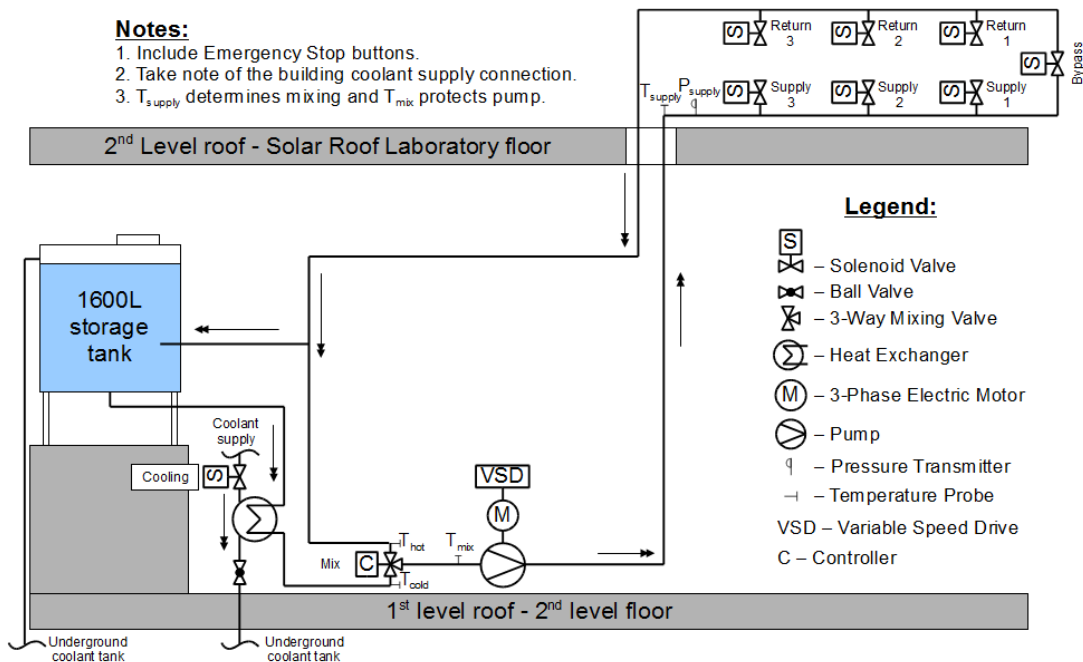 Notes:
1. Include Emergency Stop buttons.
2. Take note of the building coolant supply connection.
3. Tsupply determines mixing and Tmix protects pump.
S Return 3
S Return 2
S Return 1
S Bypass
Tsupply
Psupply
S Supply 3
S Supply 2
S Supply 1
2nd Level roof - Solar Roof Laboratory floor
Legend:
S
– Solenoid Valve
– Ball Valve
– 3-Way Mixing Valve
– Heat Exchanger
M – 3-Phase Electric Motor
– Pump
– Pressure Transmitter
– Temperature Probe
VSD – Variable Speed Drive
C – Controller
1600L
storage
tank
Coolant
supply
Cooling
S
VSD
M
Thot
Tmix
Mix
C
Tcold
1st level roof - 2nd level floor
Underground
coolant tank
Underground
coolant tank